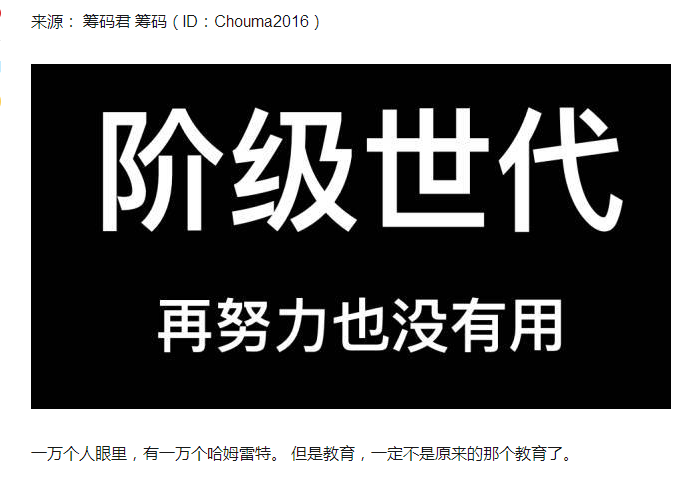 来源： 筹码君 筹码（ID：Chouma2016）
阶级世代
再努力也没有用
一万个人眼里，有一万个哈姆雷特。 但是教育，一定不是原来的那个教育了。